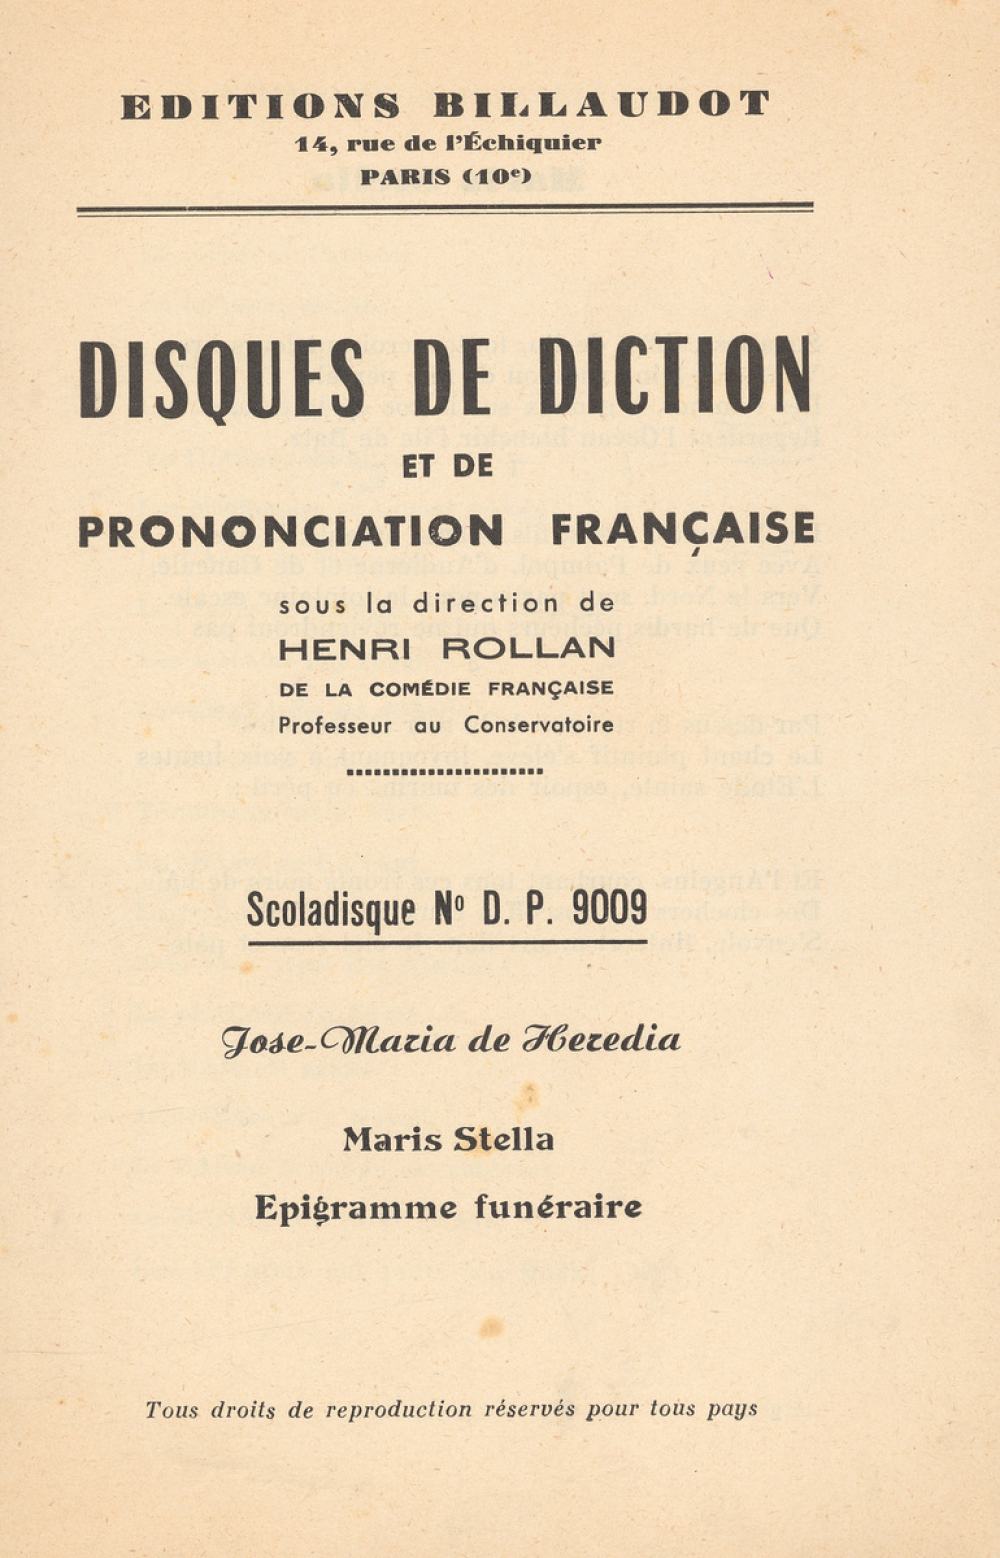 EDITIONS BILLAUDOT
14, rue de l'Échiquier
PARIS (10e)
DISQUES DE DICTION
ET DE
PRONONCIATION FRANÇAISE
sous la direction de
HENRI ROLLAN
DE LA COMÉDIE FRANÇAISE
Professeur au Conservatoire
Scoladisque No D. P. 9009
Jose-Maria de Heredia
Maris Stella
Epigramme funéraire
Tous droits de reproduction réservés pour tous pays